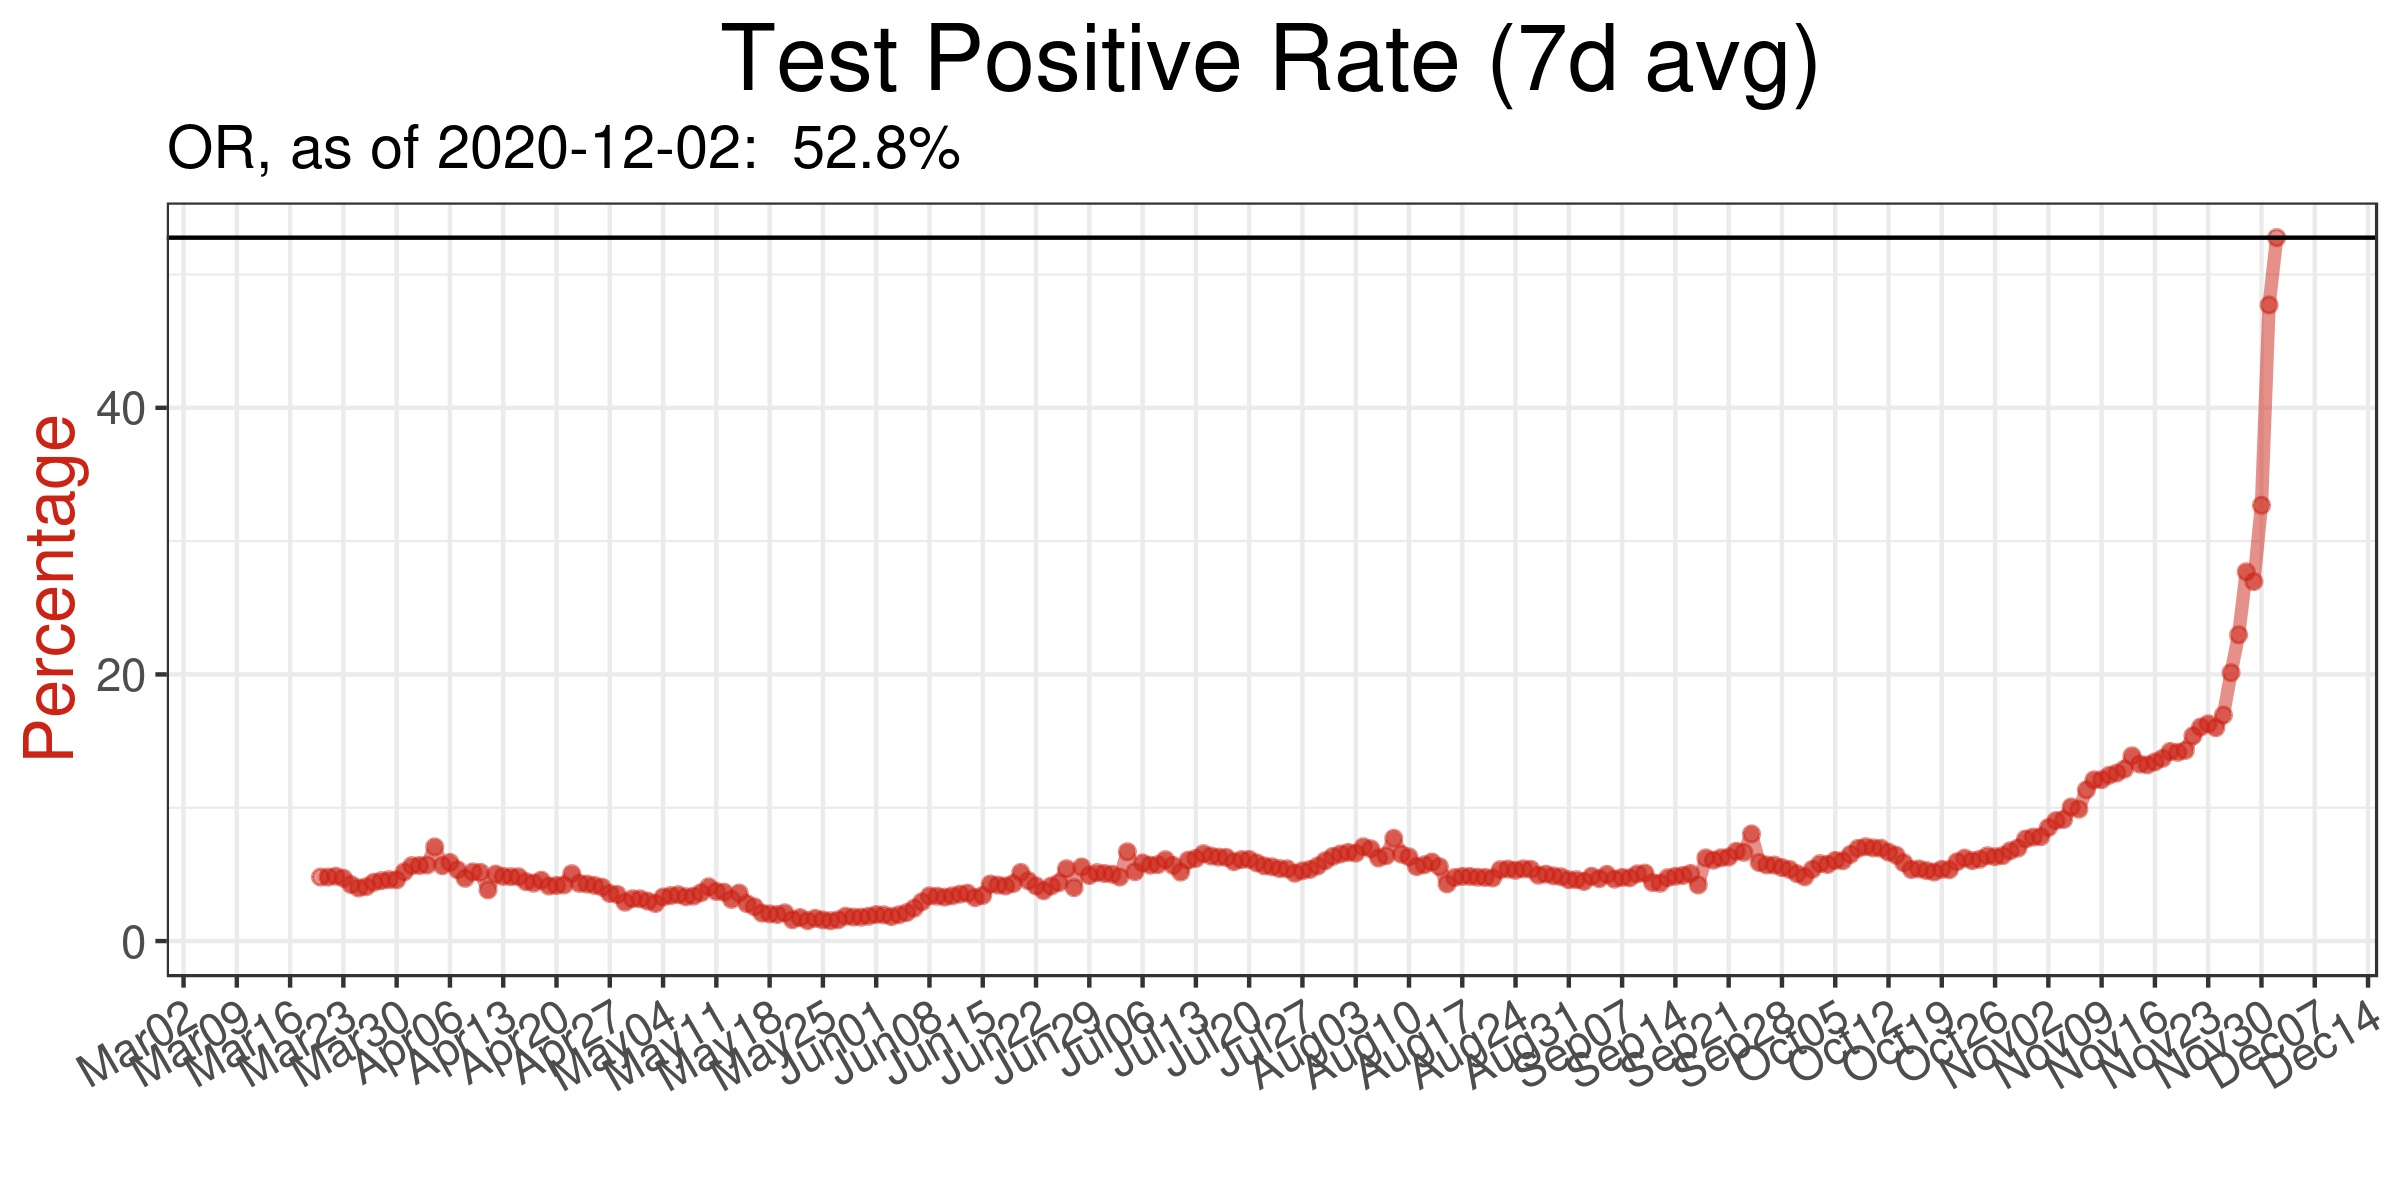 Test Positive Rate (7d avg)
OR, as of 2020-12-02:  52.8%
Percentage
40
20
0
Mar02
Mar09
Mar16
Mar23
Mar30
Apr06
Apr13
Apr20
Apr27
May04
May11
May18
May25
Jun01
Jun08
Jun15
Jun22
Jun29
Jul06
Jul13
Jul20
Jul27
Aug03
Aug10
Aug17
Aug24
Aug31
Sep07
Sep14
Sep21
Sep28
Oct05
Oct12
Oct19
Oct26
Nov02
Nov09
Nov16
Nov23
Nov30
Dec07
Dec14